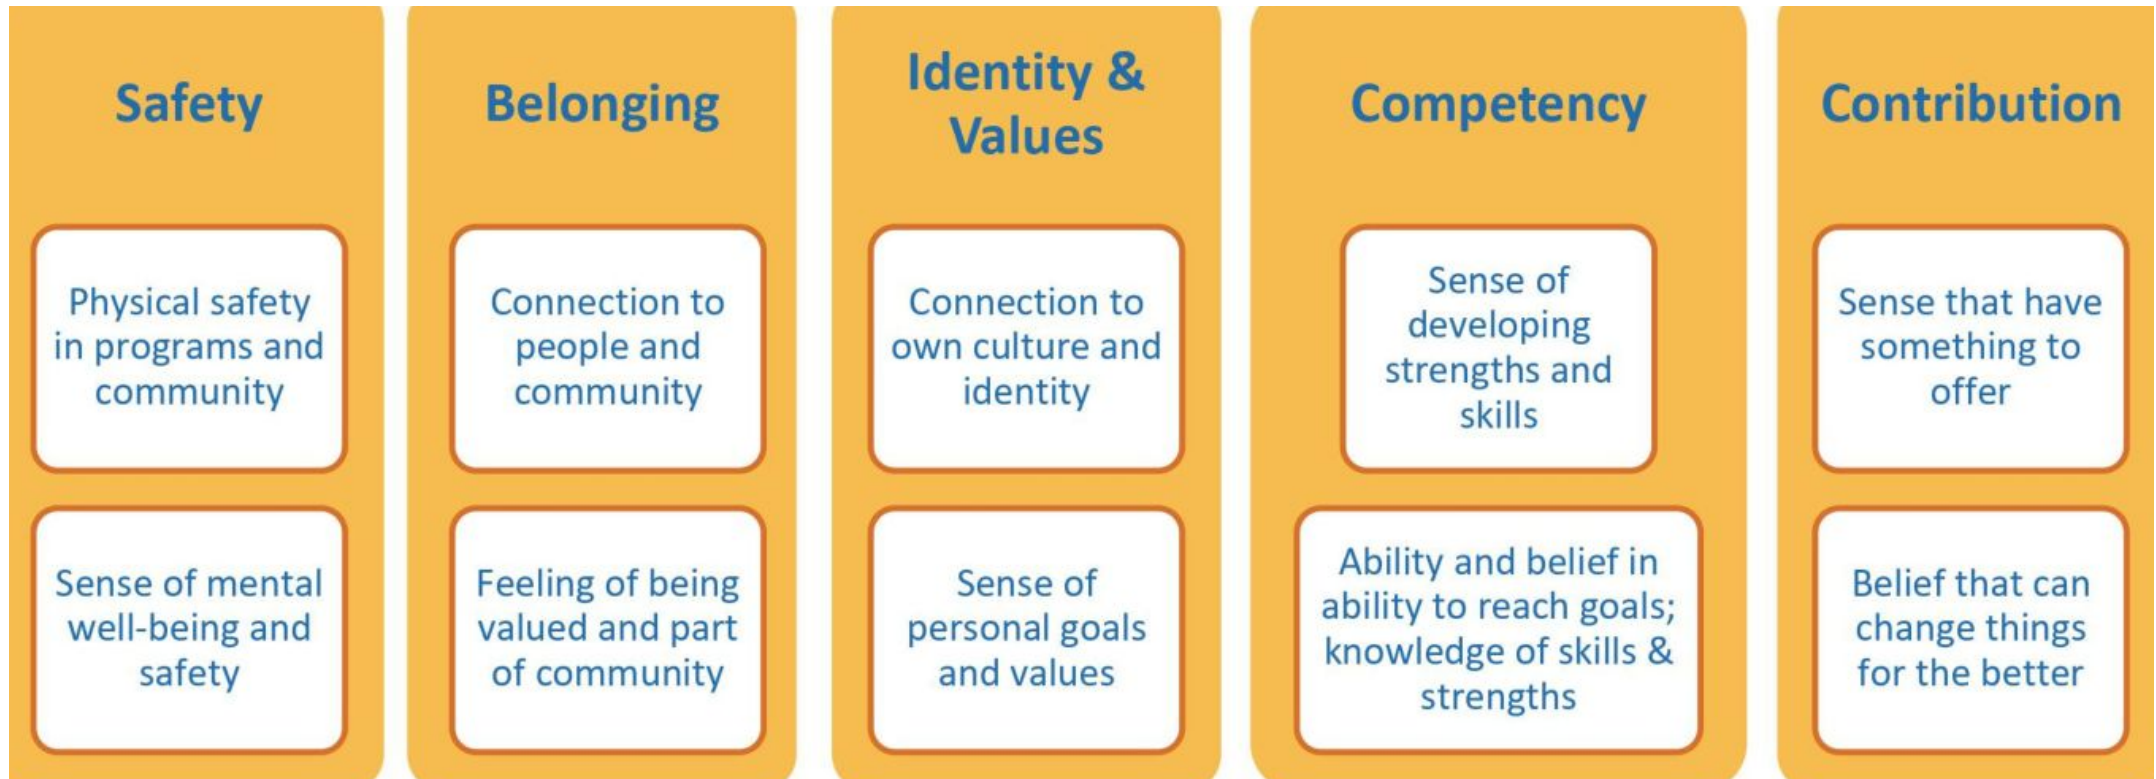 Safety
Physical safety
in programs and
community
Sense of mental
well-being and
safety
Belonging
Connection to
people and
community
Feeling of being
valued and part
of community
Identity &
Values
Connection to
own culture and
identity
Sense of
personal goals
and values
Competency
Sense of
developing
strengths and
skills
Ability and belief in
ability to reach goals;
knowledge of skills &
strengths
Contribution
Sense that have
something to
offer
Belief that can
change things
for the better